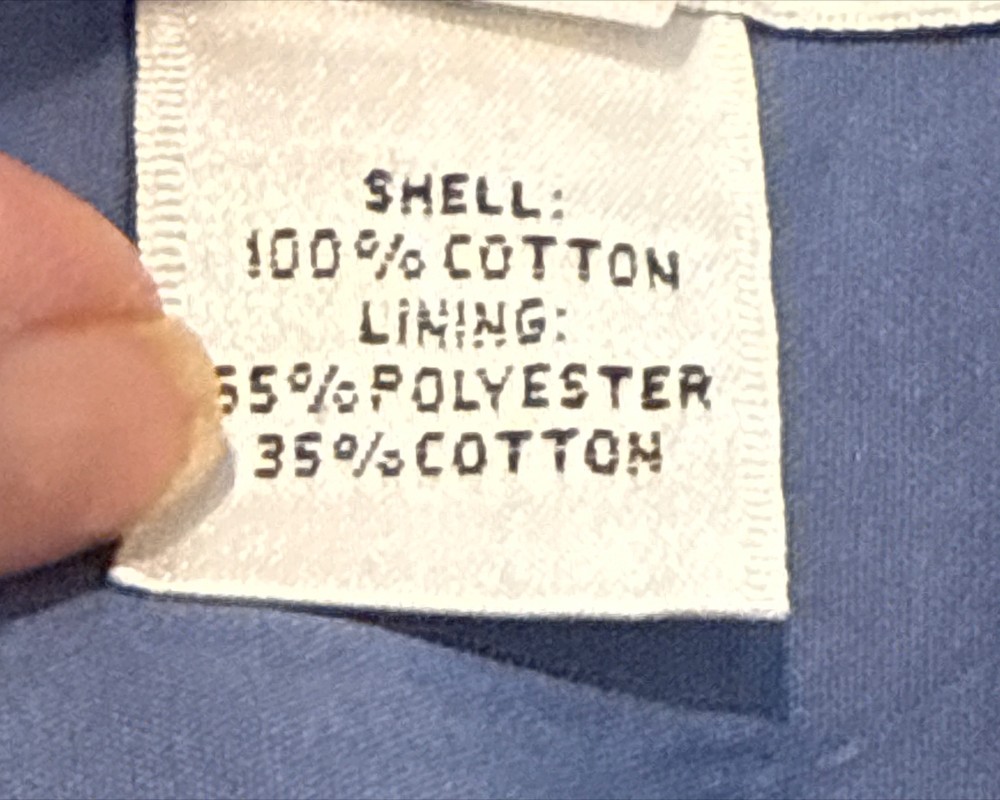 SHELL:
100% COTTON
LINING:
65% POLYESTER
35% COTTON